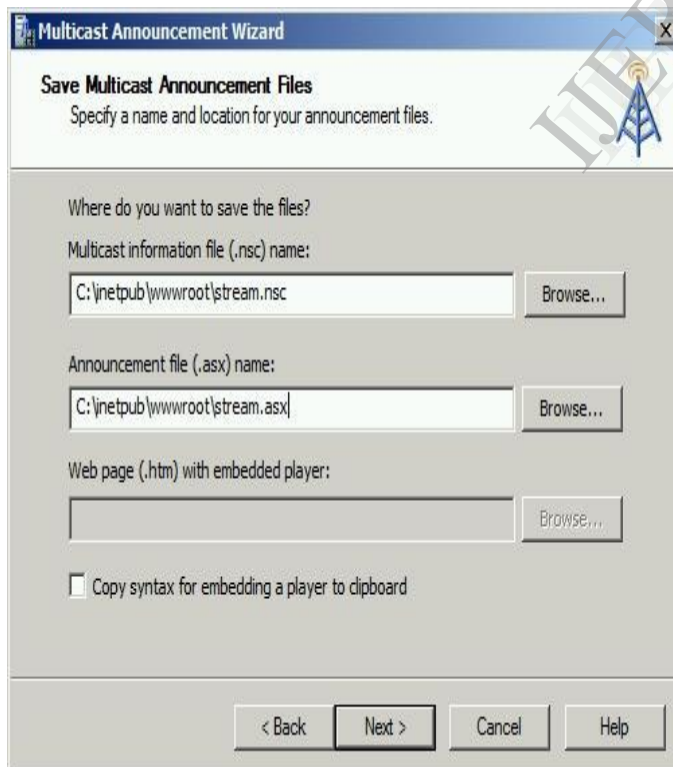 Multicast Announcement Wizard
X
Save Multicast Announcement Files
Specify a name and location for your announcement files.
Where do you want to save the files?
Multicast information file (.nsc) name:
C:\inetpub\wwwroot\stream.nsc
Browse...
Announcement file (.asx) name:
C:\inetpub\wwwroot\stream.asx
Browse...
Web page (.htm) with embedded player:
Browse...
Copy syntax for embedding a player to clipboard
< Back
Next >
Cancel
Help